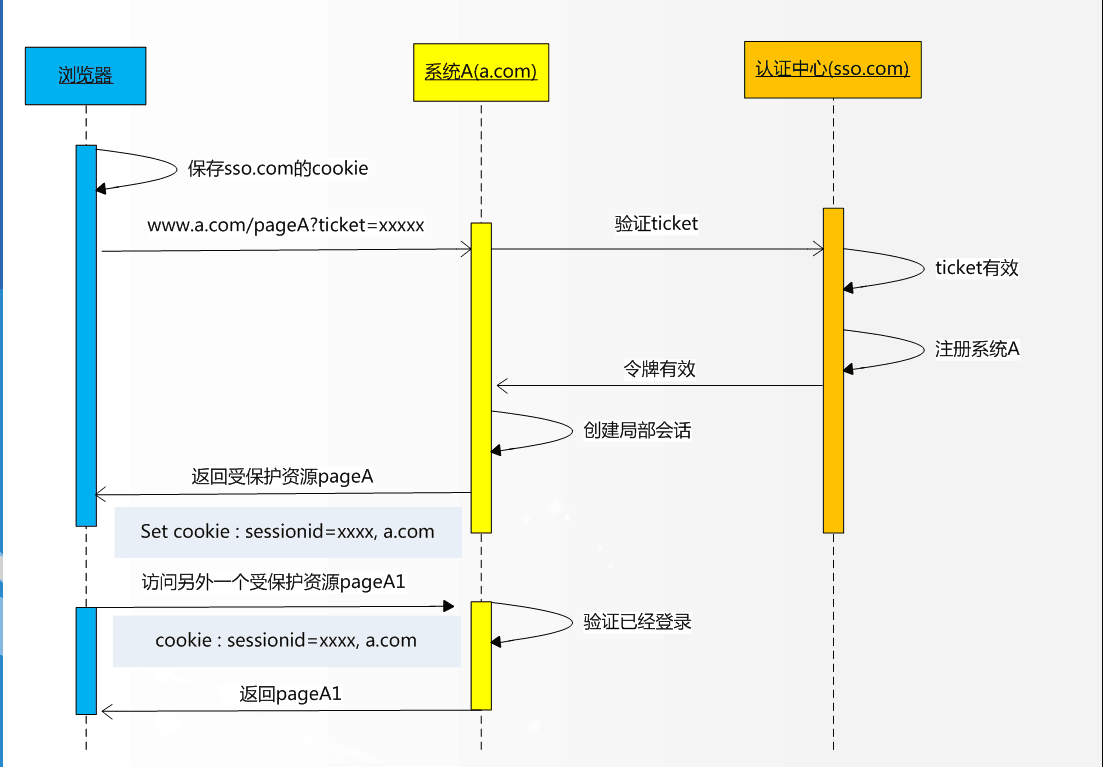 浏览器
系统A(a.com)
认证中心(sso.com)
保存sso.com的cookie
www.a.com/pageA?ticket=xxxxx
验证ticket
ticket有效
注册系统A
令牌有效
创建局部会话
返回受保护资源pageA
Set cookie : sessionid=xxxx, a.com
访问另外一个受保护资源pageA1
验证已经登录
cookie : sessionid=xxxx, a.com
返回pageA1